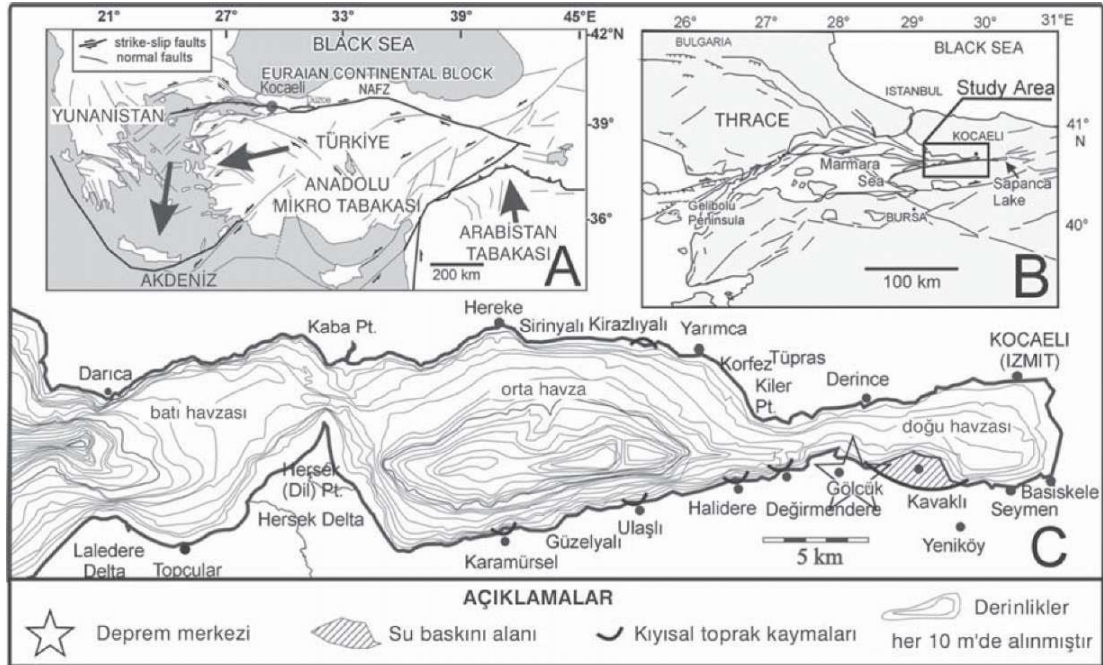 21° 27° 33° 39° 45°E
42°N
39°
36°
strike-slip faults
normal faults
BLACK SEA
EURAIAN CONTINENTAL BLOCK
Kocaeli
NAFZ
Düzce
YUNANİSTAN
TÜRKİYE
ANADOLU
MİKRO TABAKASI
ARABİSTAN
TABAKASI
AKDENİZ
200 km
A
26° 27° 28° 29° 30° 31°E
BULGARIA
BLACK SEA
ISTANBUL
Study Area
THRACE
KOCAELİ
41°
N
Marmara
Sea
Sapanca
Lake
Gelibolu
Peninsula
BURSA
40°
100 km
B
Hereke
Kaba Pt.
Sirinyalı Kirazlıyalı
Yarımca
Korfez
Tüpras
KOCAELİ
(IZMIT)
Darıca
Kiler
Pt.
Derince
batı havzası
orta havza
doğu havzası
Hersek
(Dil) Pt.
Hersek Delta
Gölcük
Kavaklı
Basiskele
Seymen
Halidere
Değirmendere
Ulaşlı
Güzelyalı
Karamürsel
Yeniköy
Laledere
Delta
Topçular
5 km
C
AÇIKLAMALAR
Deprem merkezi
Su baskını alanı
Kıyısal toprak kaymaları
Derinlikler
her 10 m'de alınmıştır